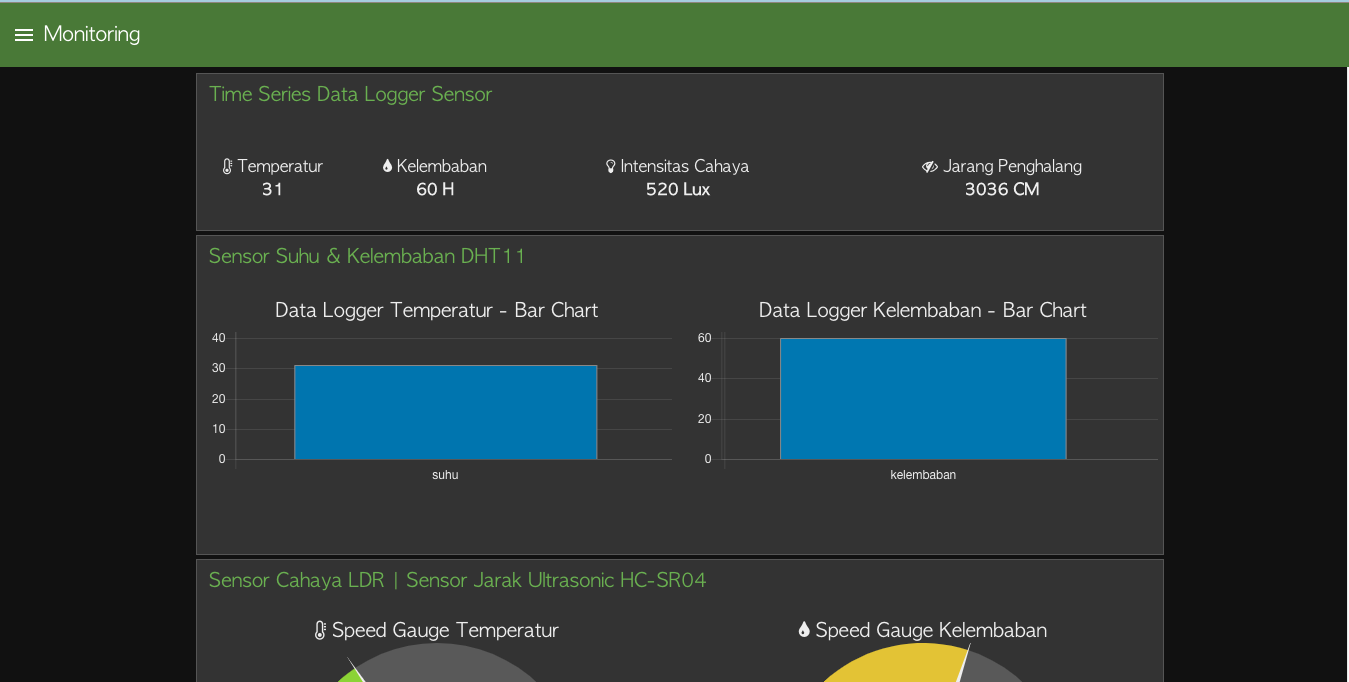 Monitoring
Time Series Data Logger Sensor
Temperatur Kelembaban Intensitas Cahaya Jarang Penghalang
31 60 H 520 Lux 3036 CM
Sensor Suhu & Kelembaban DHT11
Data Logger Temperatur - Bar Chart
40
30
20
10
0
suhu
Data Logger Kelembaban - Bar Chart
60
40
20
0
kelembaban
Sensor Cahaya LDR | Sensor Jarak Ultrasonic HC-SR04
Speed Gauge Temperatur
Speed Gauge Kelembaban